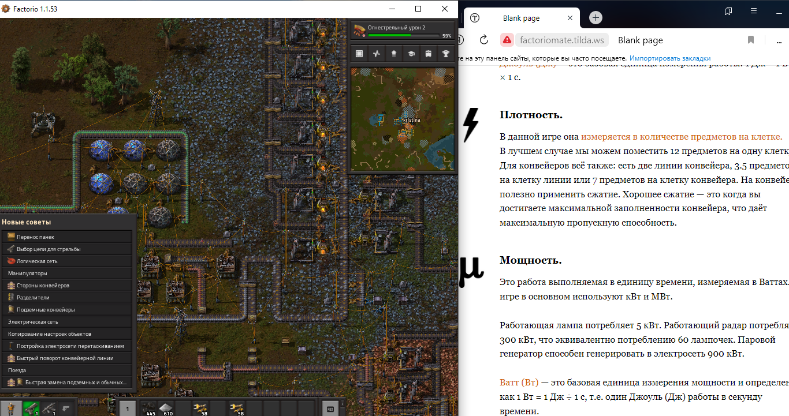 Factorio 1.1.53
Огнестрельный урон 2
Новые советы
Перенос панек
Выбор цели для стрельбы
Логическая сеть
Манипуляторы
Стороны конвейеров
Разделители
Подземные конвейеры
Электрическая сеть
Копирование настроек объектов
Постройка электросети перетаскиванием
Быстрый поворот конвейерной линии
Поезда
Быстрая замена подземных и обычных...
1
Blank page
factoriomate.tilda.ws
Blank page
те на эту панель сайты, которые вы часто посещаете. Импортировать закладки
× 1 с.
Плотность.
В данной игре она измеряется в количестве предметов на клетке.
В лучшем случае мы можем поместить 12 предметов на одну клетк
Для конвейеров всё также: есть две линии конвейера, 3.5 предмето
на клетку линии или 7 предметов на клетку конвейера. На конвейе
полезно применить сжатие. Хорошее сжатие — это когда вы
достигаете максимальной заполненности конвейера, что даёт
максимальную пропускную способность.
μ
Мощность.
Это работа выполняемая в единицу времени, измеряемая в Ваттах.
игре в основном используют кВт и МВт.
Работающая лампа потребляет 5 кВт. Работающий радар потребля
300 кВт, что эквивалентно потреблению 60 лампочек. Паровой
генератор способен генерировать в электросеть 900 кВт.
Ватт (Вт) — это базовая единица измерения мощности и определен
как 1 Вт = 1 Дж ÷ 1 с, т.е. один Джоуль (Дж) работы в секунду
времени.